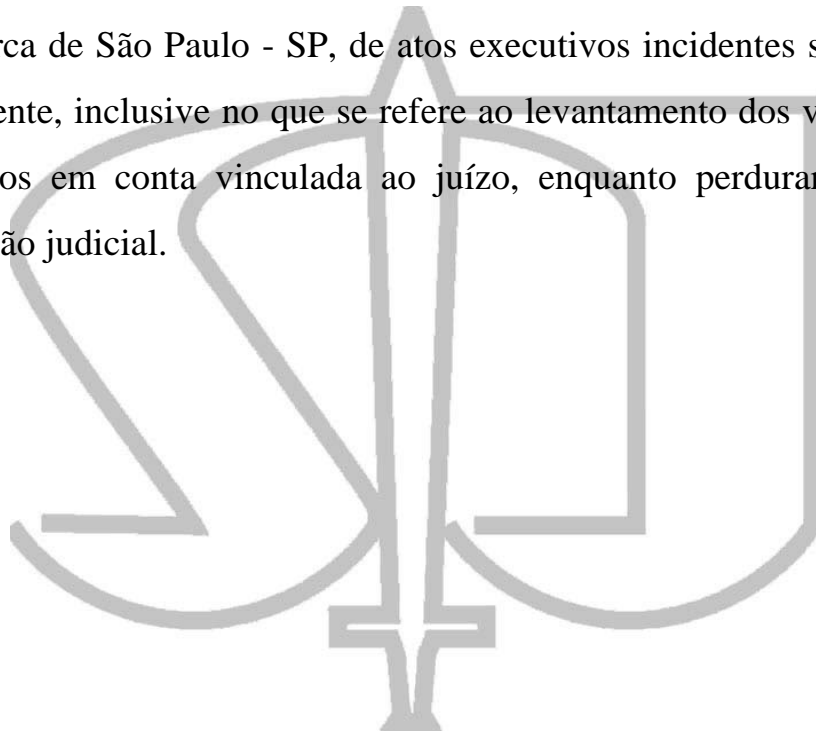 rca de São Paulo - SP, de atos executivos incidentes s
ente, inclusive no que se refere ao levantamento dos v
os em conta vinculada ao juízo, enquanto perdurar
ão judicial.